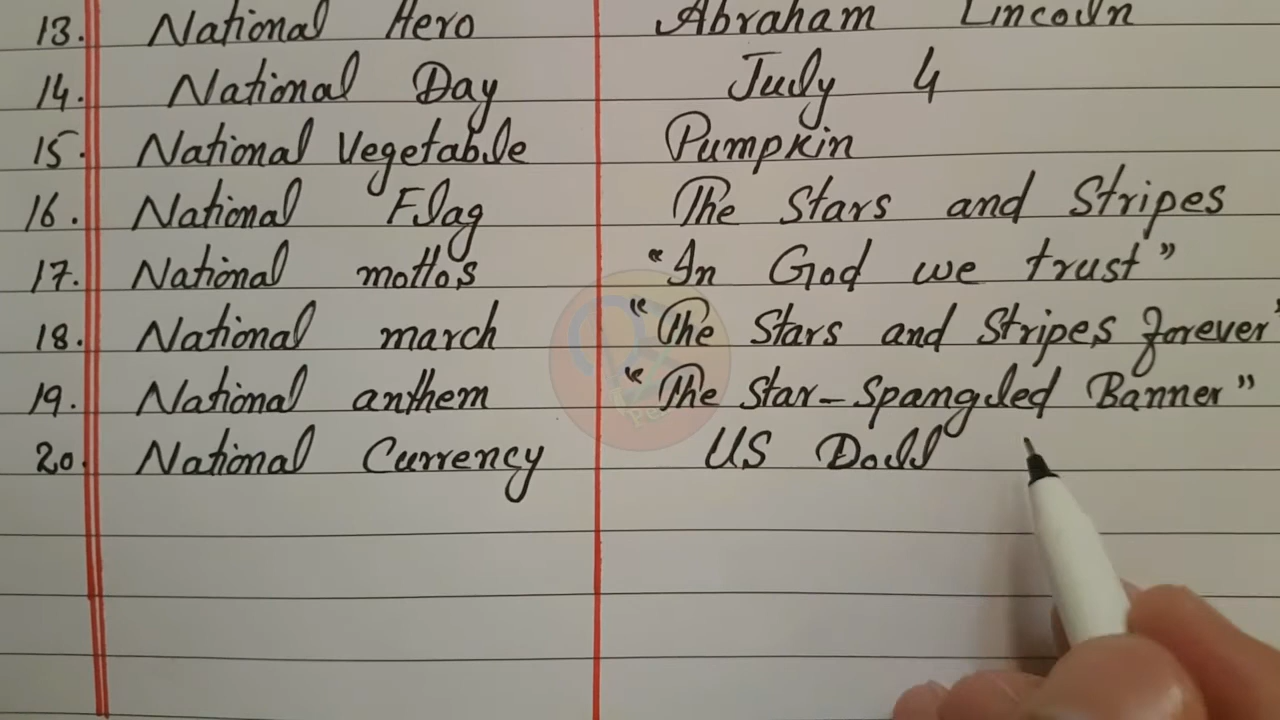 13. National Hero Abraham Lincoln
14. National Day July 4
15. National Vegetable Pumpkin
16. National Flag The Stars and Stripes
17. National mottos "In God we trust"
18. National march "The Stars and Stripes forever"
19. National anthem "The Star-Spangled Banner"
20. National Currency US Doll